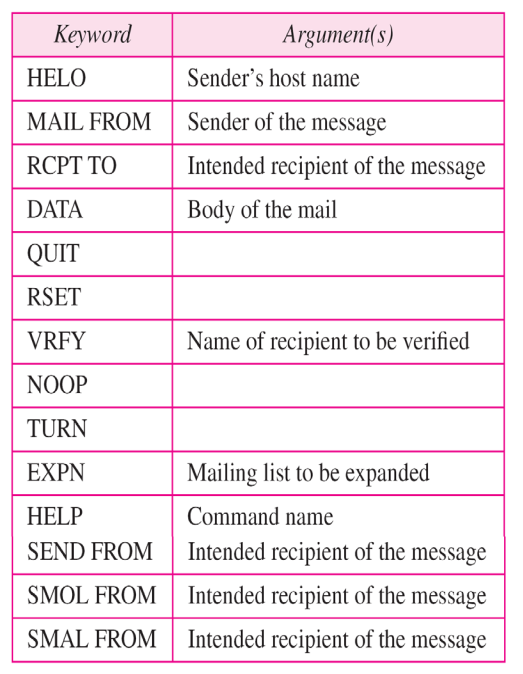 Keyword Argument(s)
HELO Sender’s host name
MAIL FROM Sender of the message
RCPT TO Intended recipient of the message
DATA Body of the mail
QUIT
RSET
VRFY Name of recipient to be verified
NOOP
TURN
EXPN Mailing list to be expanded
HELP Command name
SEND FROM Intended recipient of the message
SMOL FROM Intended recipient of the message
SMAL FROM Intended recipient of the message